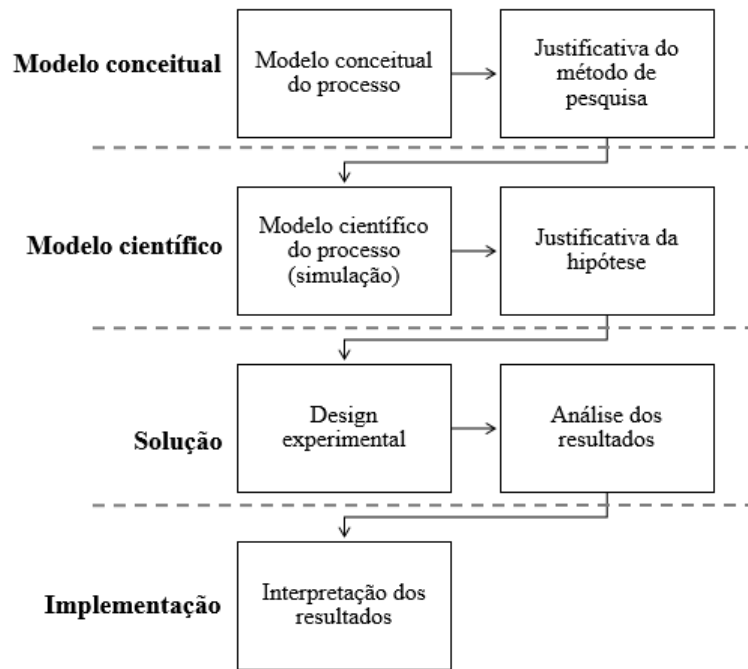 Modelo conceitual
Modelo conceitual
do processo
Justificativa do
método de
pesquisa
Modelo científico
Modelo científico
do processo
(simulação)
Justificativa da
hipótese
Solução
Design
experimental
Análise dos
resultados
Implementação
Interpretação dos
resultados